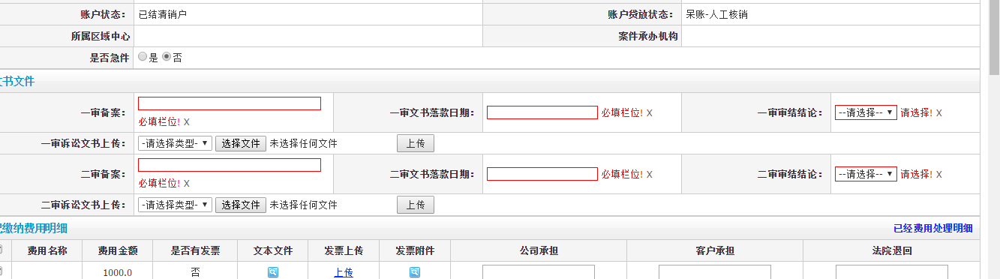 账户状态： 已结清销户 账户贷放状态： 呆账-人工核销
所属区域中心 案件承办机构
是否急件 是 否
文书文件
一审备案： 必填栏位! X 一审文书落款日期： 必填栏位! X 一审审结结论： --请选择-- 请选择! X
一审诉讼文书上传： -请选择类型- 选择文件 未选择任何文件 上传
二审备案： 必填栏位! X 二审文书落款日期： 必填栏位! X 二审审结结论： --请选择-- 请选择! X
二审诉讼文书上传： -请选择类型- 选择文件 未选择任何文件 上传
缴纳费用明细 已经费用处理明细
费用名称 费用金额 是否有发票 文本文件 发票上传 发票附件 公司承担 客户承担 法院退回
1000.0 否 上传